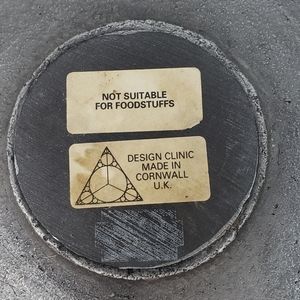 NOT SUITABLE
FOR FOODSTUFFS
DESIGN CLINIC
MADE IN
CORNWALL
U.K.